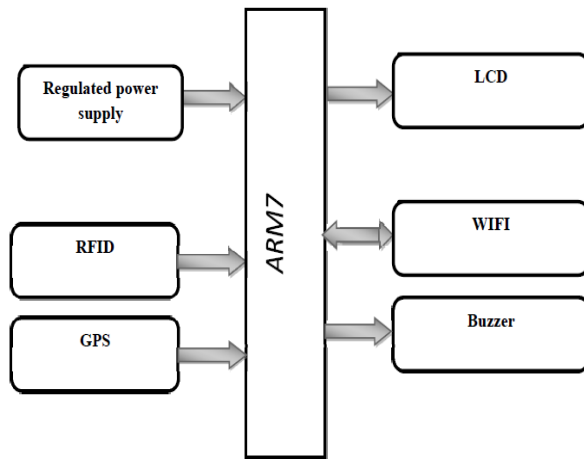 Regulated power
supply
RFID
GPS
ARM7
LCD
WIFI
Buzzer